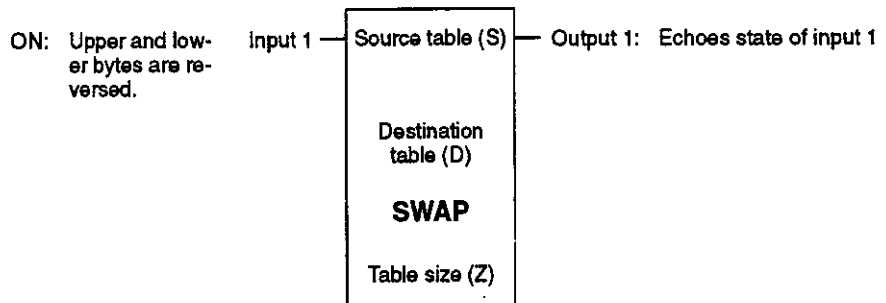 ON: Upper and low-
er bytes are re-
versed.
Input 1
Source table (S)
Output 1: Echoes state of input 1
Destination
table (D)
SWAP
Table size (Z)